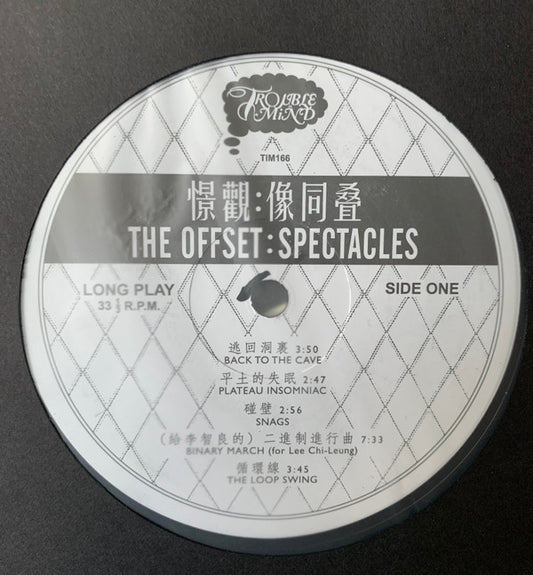 TROUBLE
IN MIND
TIM166
憬觀:像同叠
THE OFFSET:SPECTACLES
LONG PLAY
33 ⅓ R.P.M.
SIDE ONE
逃回洞裏 3:50
BACK TO THE CAVE
平土的失眠 2:47
PLATEAU INSOMNIAC
碰壁 2:56
SNAGS
(給李智良的) 二進制進行曲 7:33
BINARY MARCH (for Lee Chi-Leung)
循環線 3:45
THE LOOP SWING